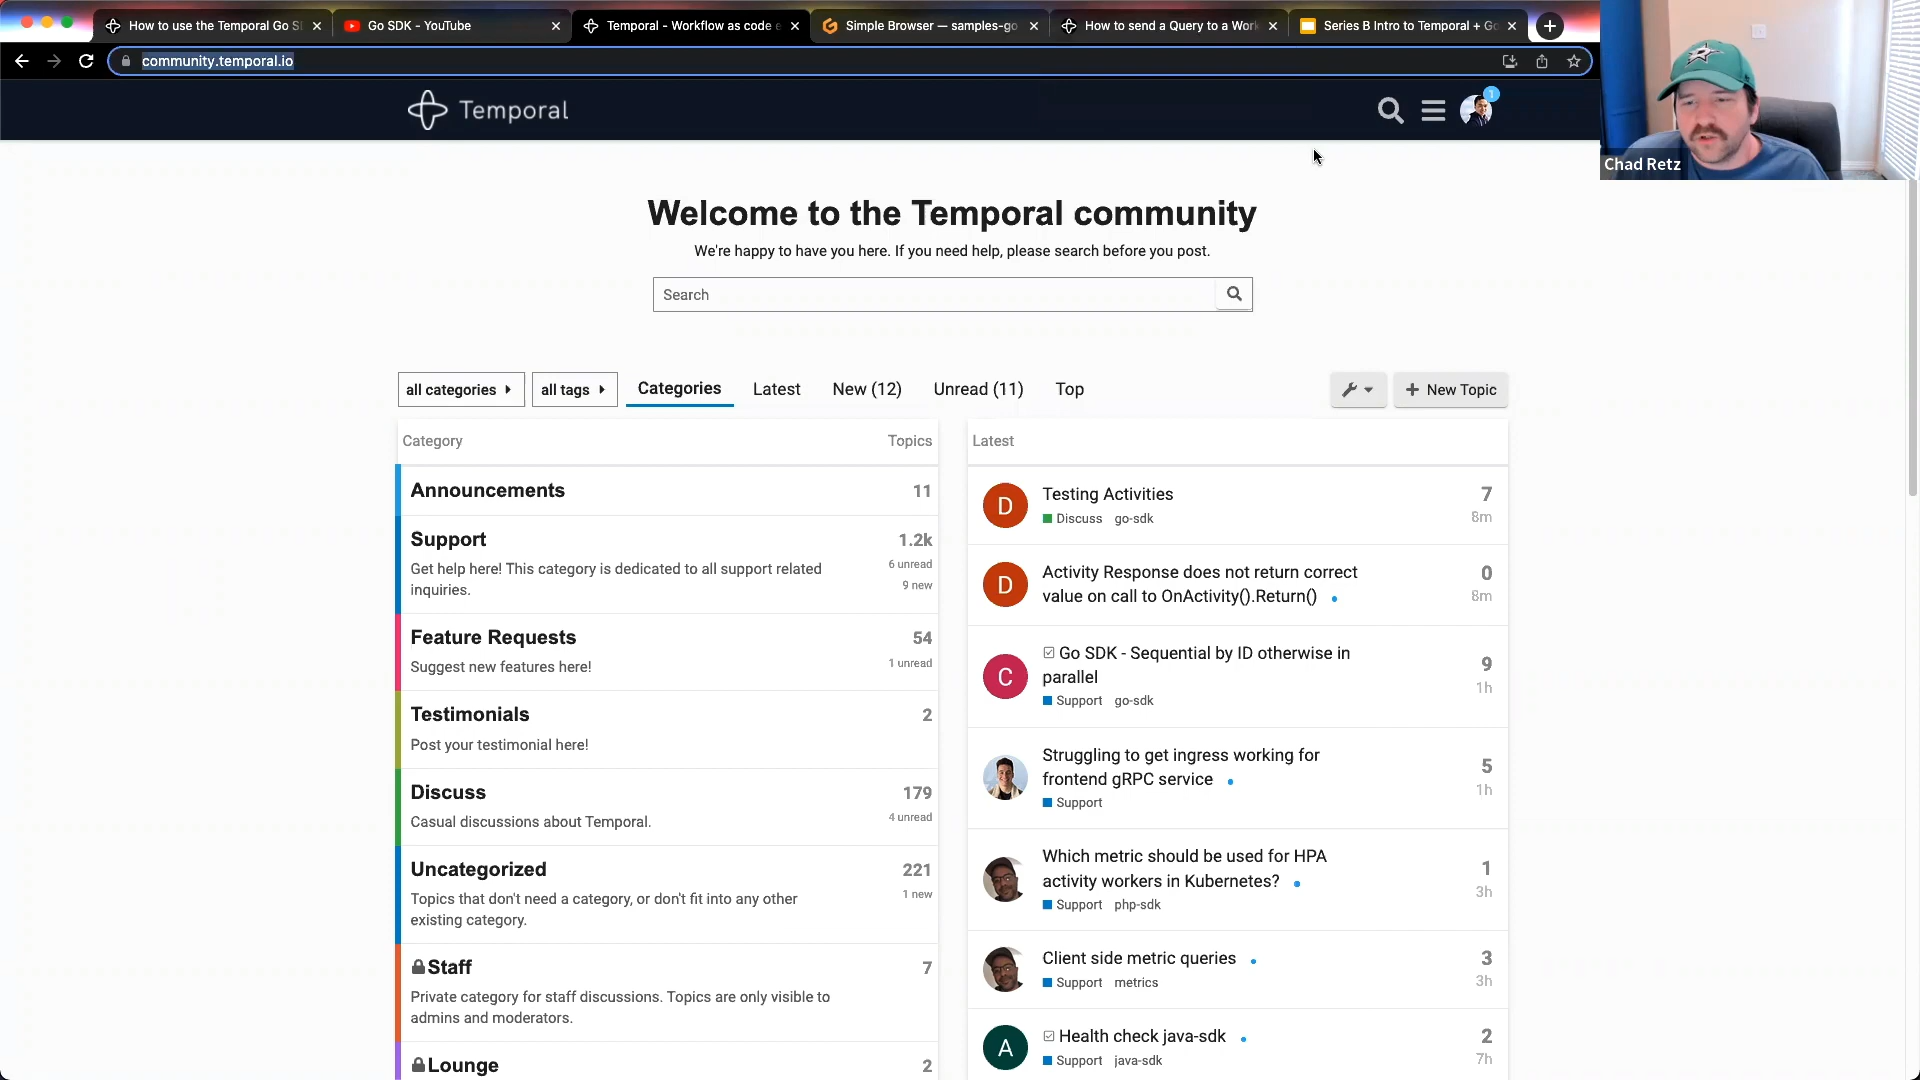 How to use the Temporal Go S
Go SDK - YouTube
Temporal - Workflow as code e
Simple Browser — samples-go
How to send a Query to a Work
Series B Intro to Temporal + Go
community.temporal.io
Temporal
1
Chad Retz
Welcome to the Temporal community
We're happy to have you here. If you need help, please search before you post.
Search
all categories
all tags
Categories
Latest
New (12)
Unread (11)
Top
New Topic
Category
Topics
Announcements
11
Support
1.2k
Get help here! This category is dedicated to all support related
inquiries.
6 unread
9 new
Feature Requests
54
Suggest new features here!
1 unread
Testimonials
2
Post your testimonial here!
Discuss
179
Casual discussions about Temporal.
4 unread
Uncategorized
221
Topics that don't need a category, or don't fit into any other
existing category.
1 new
Staff
7
Private category for staff discussions. Topics are only visible to
admins and moderators.
Lounge
2
Latest
D
Testing Activities
Discuss go-sdk
7
8m
D
Activity Response does not return correct
value on call to OnActivity().Return()
0
8m
C
Go SDK - Sequential by ID otherwise in
parallel
Support go-sdk
9
1h
Struggling to get ingress working for
frontend gRPC service
Support
5
1h
Which metric should be used for HPA
activity workers in Kubernetes?
Support php-sdk
1
3h
Client side metric queries
Support metrics
3
3h
A
Health check java-sdk
Support java-sdk
2
7h